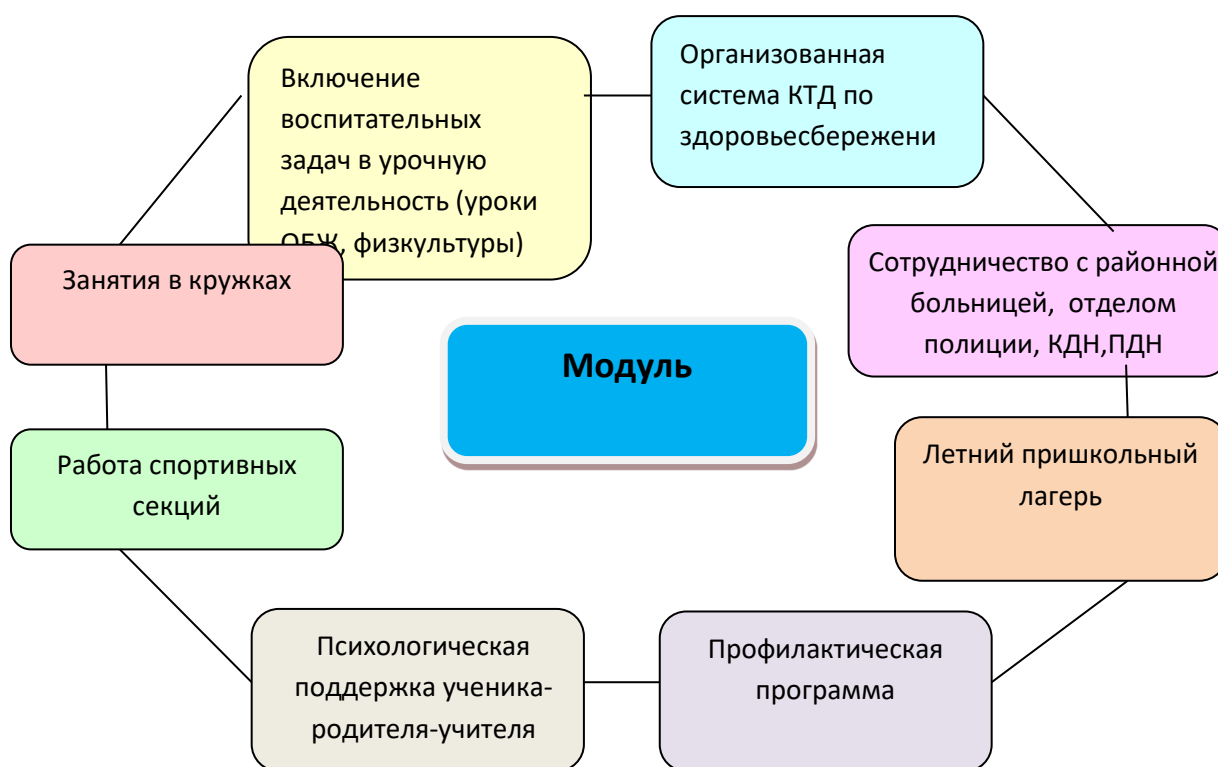 Включение
воспитательных
задач в урочную
деятельность (уроки
ОБЖ, физкультуры)
Организованная
система КТД по
здоровьесбережени
Занятия в кружках
Сотрудничество с районной
больницей, отделом
полиции, КДН,ПДН
Модуль
Работа спортивных
секций
Летний пришкольный
лагерь
Психологическая
поддержка ученика-
родителя-учителя
Профилактическая
программа